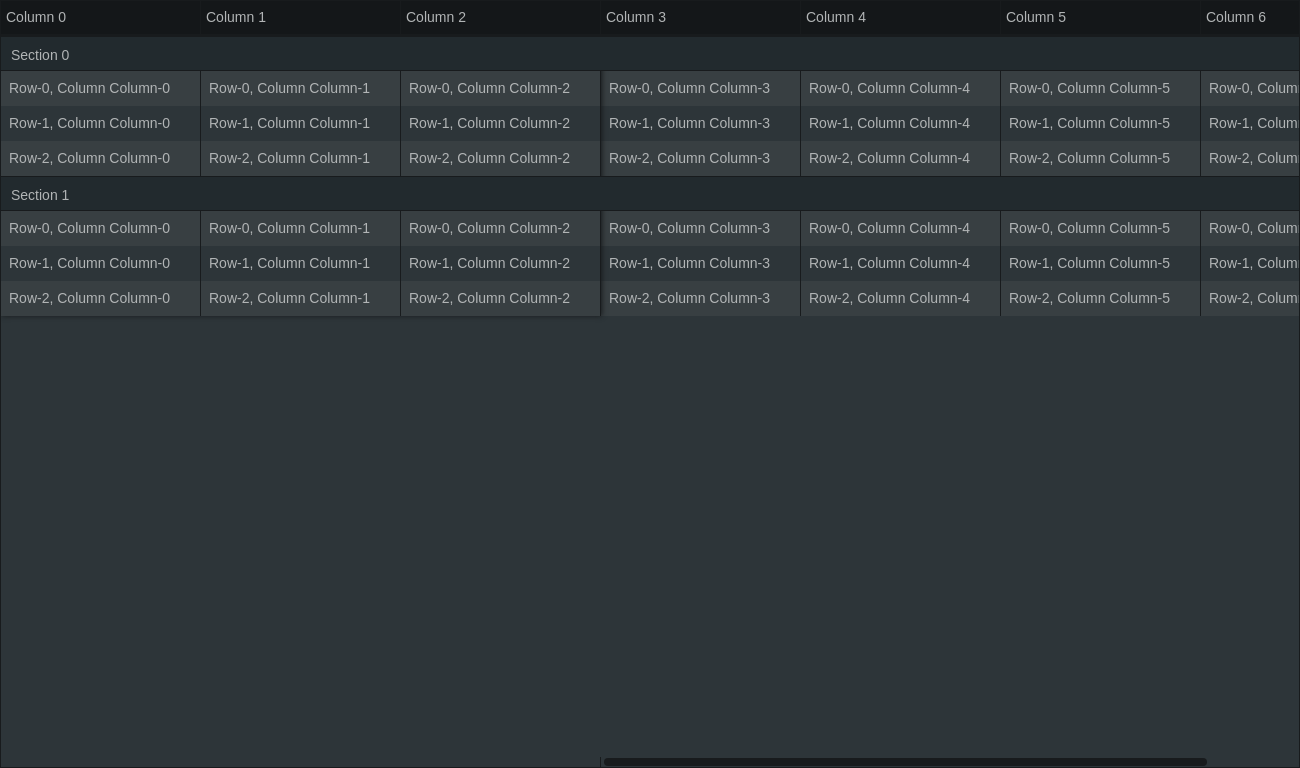 Column 0 Column 1 Column 2 Column 3 Column 4 Column 5 Column 6
Section 0
Row-0, Column Column-0 Row-0, Column Column-1 Row-0, Column Column-2 Row-0, Column Column-3 Row-0, Column Column-4 Row-0, Column Column-5 Row-0, Colum
Row-1, Column Column-0 Row-1, Column Column-1 Row-1, Column Column-2 Row-1, Column Column-3 Row-1, Column Column-4 Row-1, Column Column-5 Row-1, Colum
Row-2, Column Column-0 Row-2, Column Column-1 Row-2, Column Column-2 Row-2, Column Column-3 Row-2, Column Column-4 Row-2, Column Column-5 Row-2, Colum
Section 1
Row-0, Column Column-0 Row-0, Column Column-1 Row-0, Column Column-2 Row-0, Column Column-3 Row-0, Column Column-4 Row-0, Column Column-5 Row-0, Colum
Row-1, Column Column-0 Row-1, Column Column-1 Row-1, Column Column-2 Row-1, Column Column-3 Row-1, Column Column-4 Row-1, Column Column-5 Row-1, Colum
Row-2, Column Column-0 Row-2, Column Column-1 Row-2, Column Column-2 Row-2, Column Column-3 Row-2, Column Column-4 Row-2, Column Column-5 Row-2, Colum